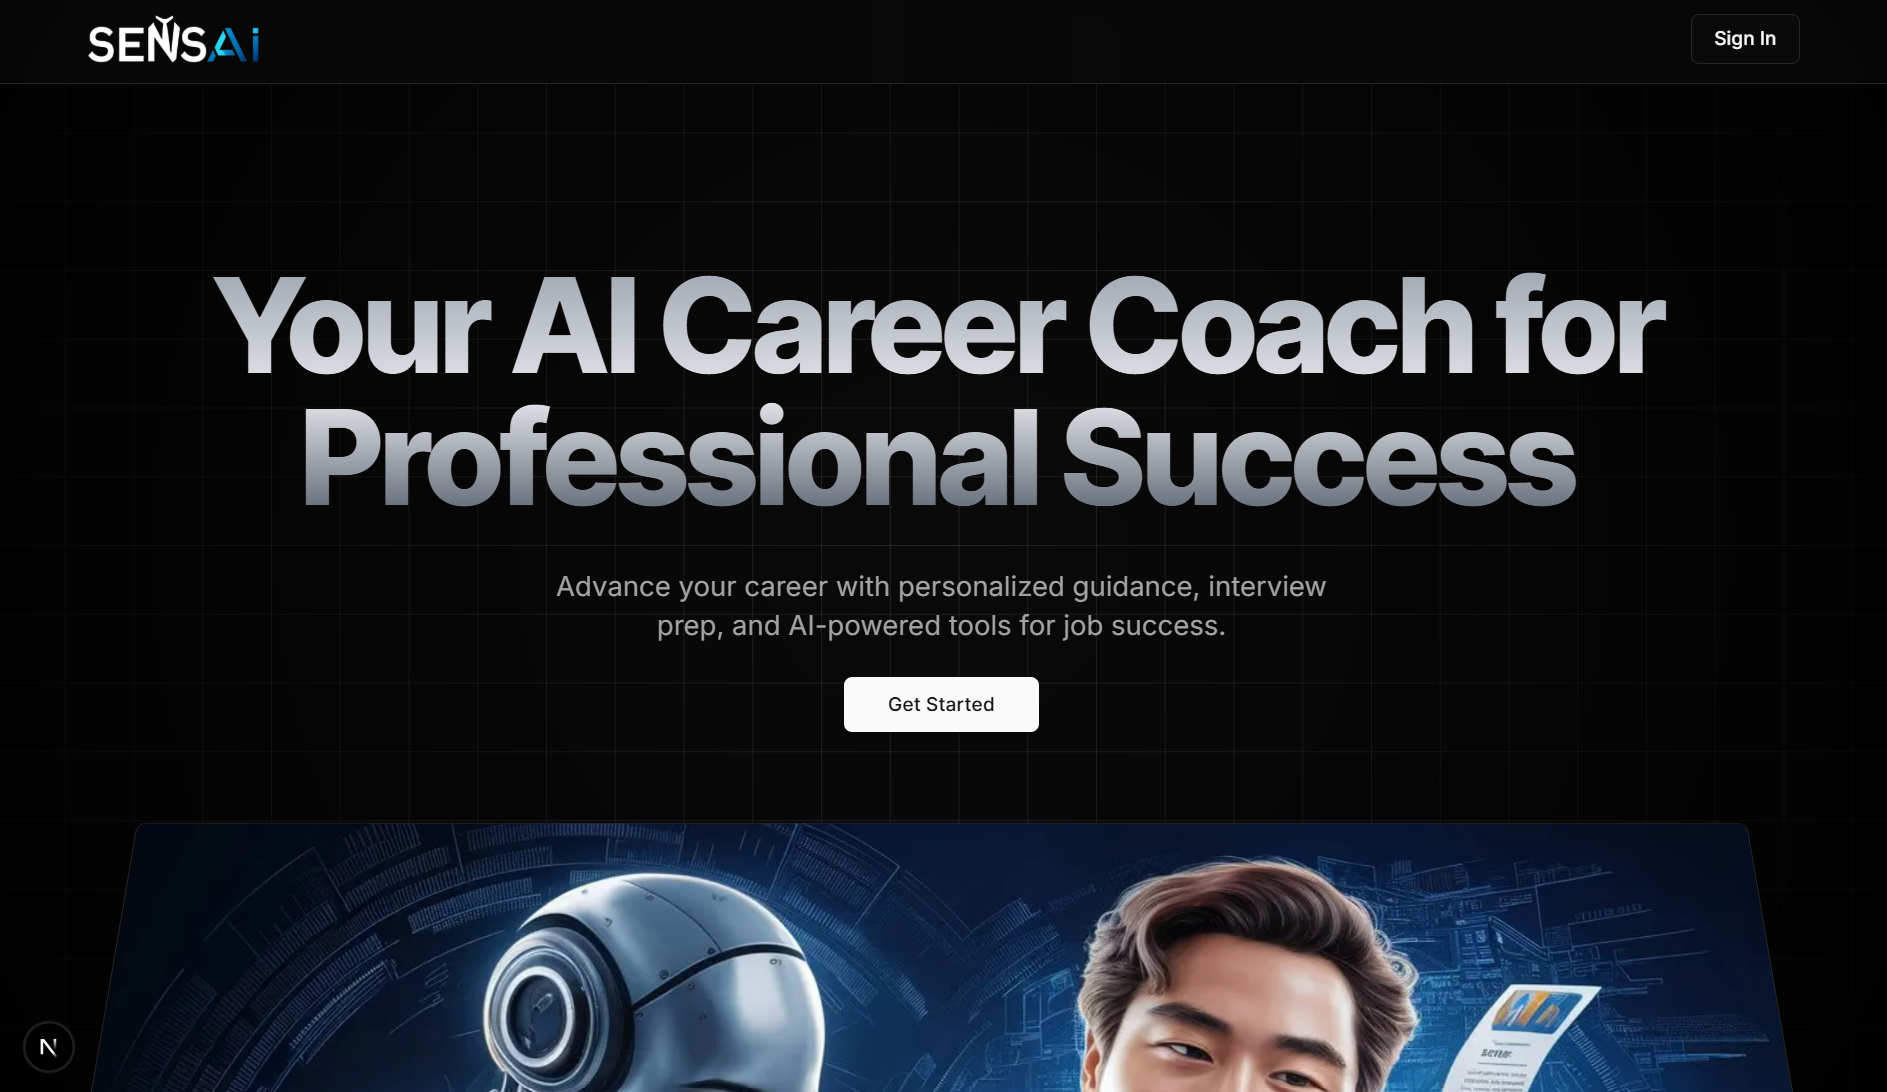 SENSAi
Sign In
Your AI Career Coach for
Professional Success
Advance your career with personalized guidance, interview
prep, and AI-powered tools for job success.
Get Started
N